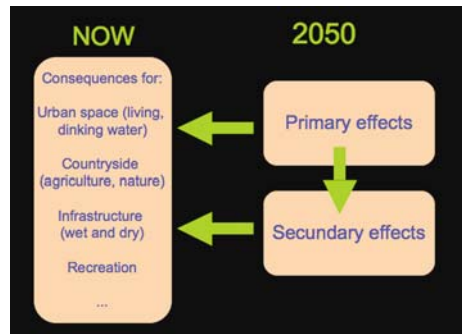 NOW
2050
Consequences for:
Urban space (living,
dinking water)
Countryside
(agriculture, nature)
Infrastructure
(wet and dry)
Recreation
...
Primary effects
Secundary effects